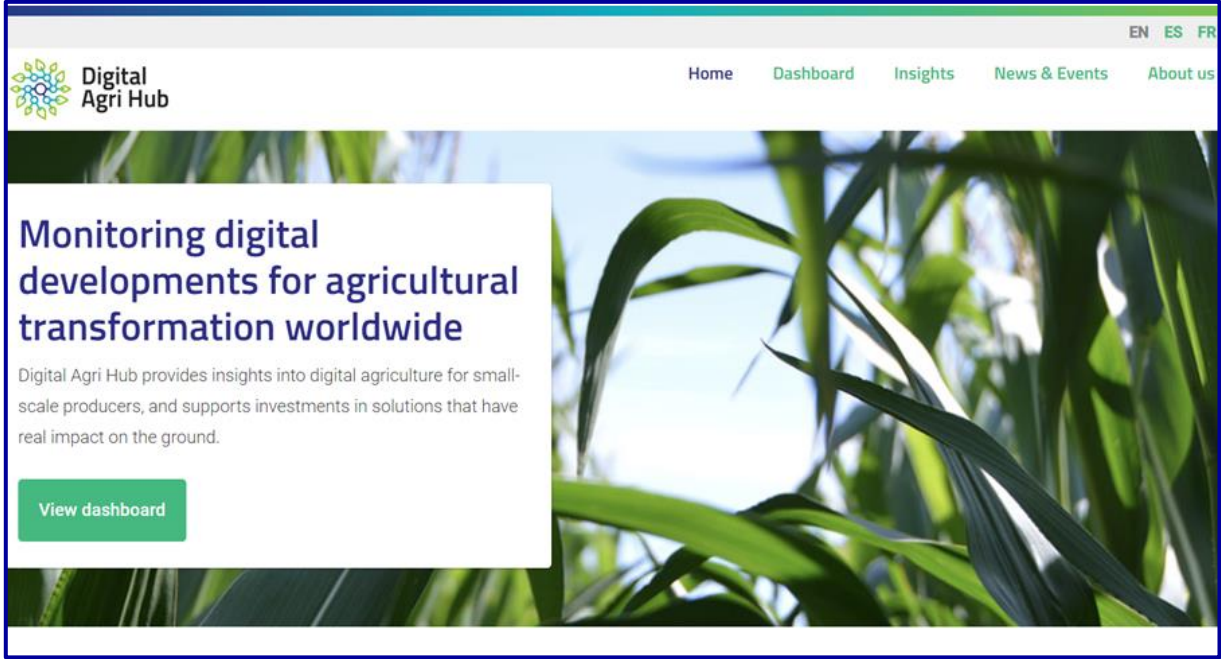 EN ES FR
Digital
Agri Hub
Home Dashboard Insights News & Events About us
Monitoring digital
developments for agricultural
transformation worldwide
Digital Agri Hub provides insights into digital agriculture for small-
scale producers, and supports investments in solutions that have
real impact on the ground.
View dashboard